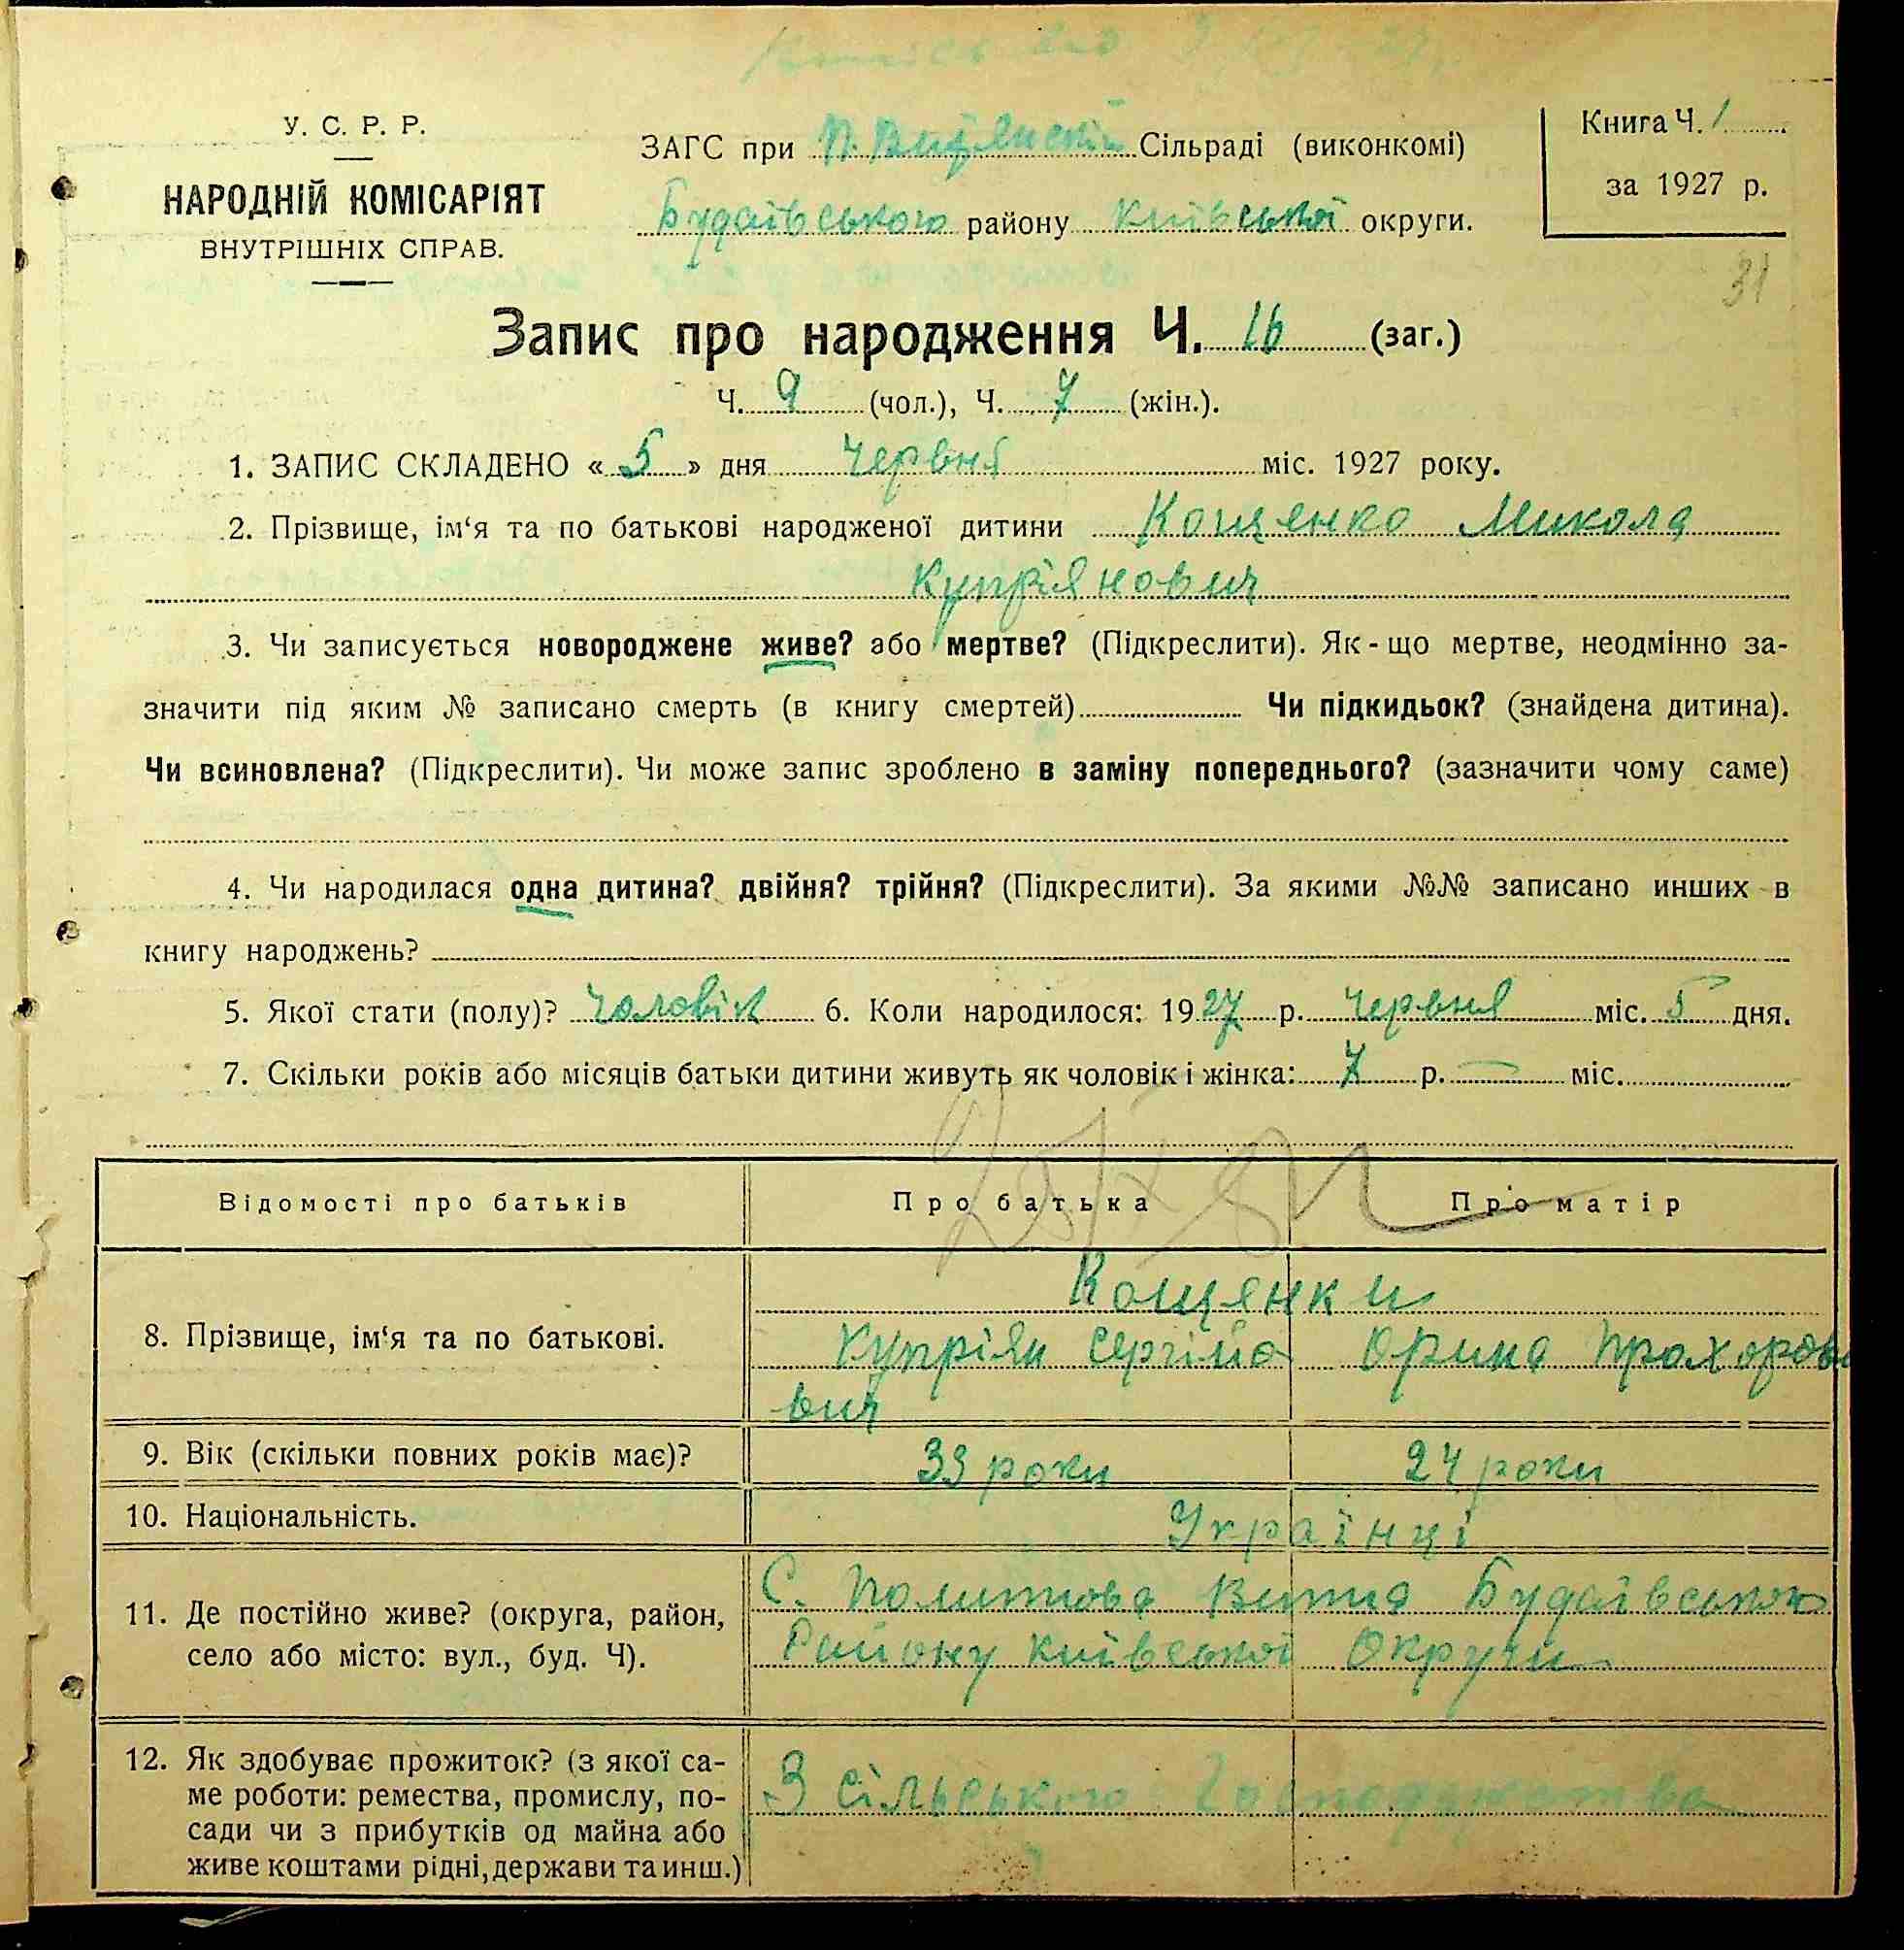 У. С. Р. Р.
НАРОДНІЙ КОМІСАРІЯТ
ВНУТРІШНІХ СПРАВ.
ЗАГС при П. Витянській Сільраді (виконкомі)
Будаївського району Київської округи.
Книга Ч. 1
за 1927 р.
31
Запис про народження Ч. 16 (заг.)
Ч. 9 (чол.), Ч. 7 (жін.).
1. ЗАПИС СКЛАДЕНО « 5 » дня Червня міс. 1927 року.
2. Прізвище, ім‘я та по батькові народженої дитини Кощенко Микола
Купріянович
3. Чи записується новороджене живе? або мертве? (Підкреслити). Як-що мертве, неодмінно за-
значити під яким № записано смерть (в книгу смертей) Чи підкидьок? (знайдена дитина).
Чи всиновлена? (Підкреслити). Чи може запис зроблено в заміну попереднього? (зазначити чому саме)
4. Чи народилася одна дитина? двійня? трійня? (Підкреслити). За якими №№ записано инших в
книгу народжень?
5. Якої стати (полу)? Чоловік 6. Коли народилося: 1927 р. Червня міс. 5 дня.
7. Скільки років або місяців батьки дитини живуть як чоловік і жінка: 7 р. — міс.
Відомості про батьків Про батька Про матір
Кощенки
8. Прізвище, ім‘я та по батькові. Купріян Сергійо Орина Прохоров
вич
9. Вік (скільки повних років має)? 33 роки 24 роки
10. Національність. Українці
11. Де постійно живе? (округа, район,
село або місто: вул., буд. Ч).
С. Политова Витка Будаївського
Району Київської Округи
12. Як здобуває прожиток? (з якої са-
ме роботи: ремества, промислу, по-
сади чи з прибутків од майна або
живе коштами рідні, держави та инш.)
З сільського Господарства